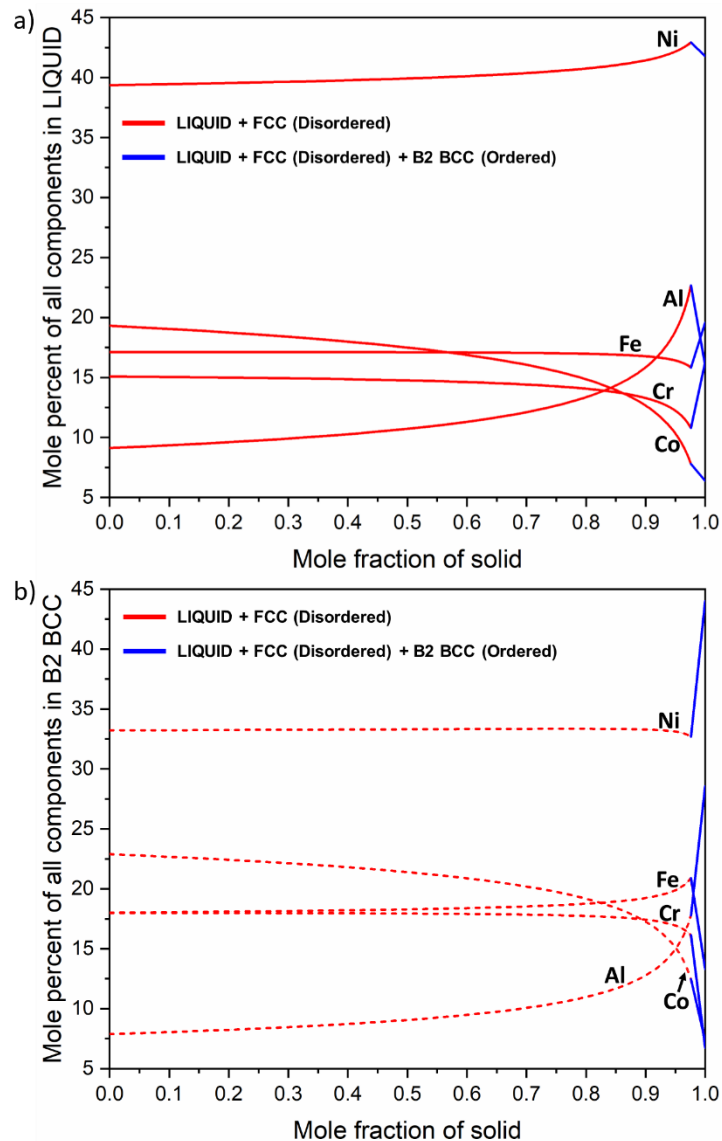 a)
Mole percent of all components in LIQUID
45
40
35
30
25
20
15
10
5
Ni
LIQUID + FCC (Disordered)
LIQUID + FCC (Disordered) + B2 BCC (Ordered)
Al
Fe
Cr
Co
0.0 0.1 0.2 0.3 0.4 0.5 0.6 0.7 0.8 0.9 1.0
Mole fraction of solid
b)
Mole percent of all components in B2 BCC
45
40
35
30
25
20
15
10
5
LIQUID + FCC (Disordered)
LIQUID + FCC (Disordered) + B2 BCC (Ordered)
Ni
Fe
Cr
Al
Co
0.0 0.1 0.2 0.3 0.4 0.5 0.6 0.7 0.8 0.9 1.0
Mole fraction of solid